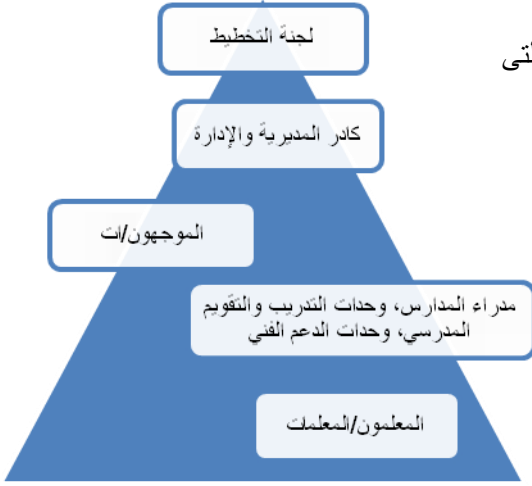 لجنة التخطيط
كادر المديرية والإدارة
الموجهون/ات
مدراء المدارس، وحدات التدريب والتقويم
المدرسي، وحدات الدعم الفني
المعلمون/المعلمات